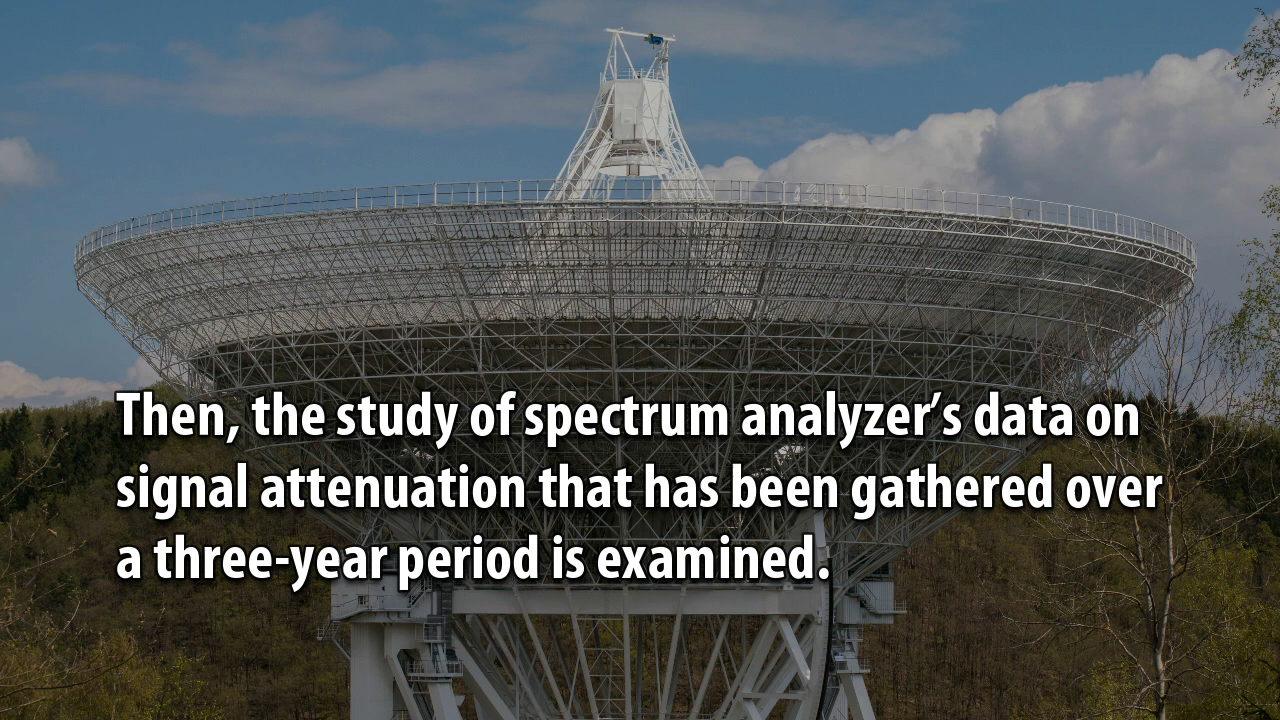 Then, the study of spectrum analyzer’s data on
signal attenuation that has been gathered over
a three-year period is examined.